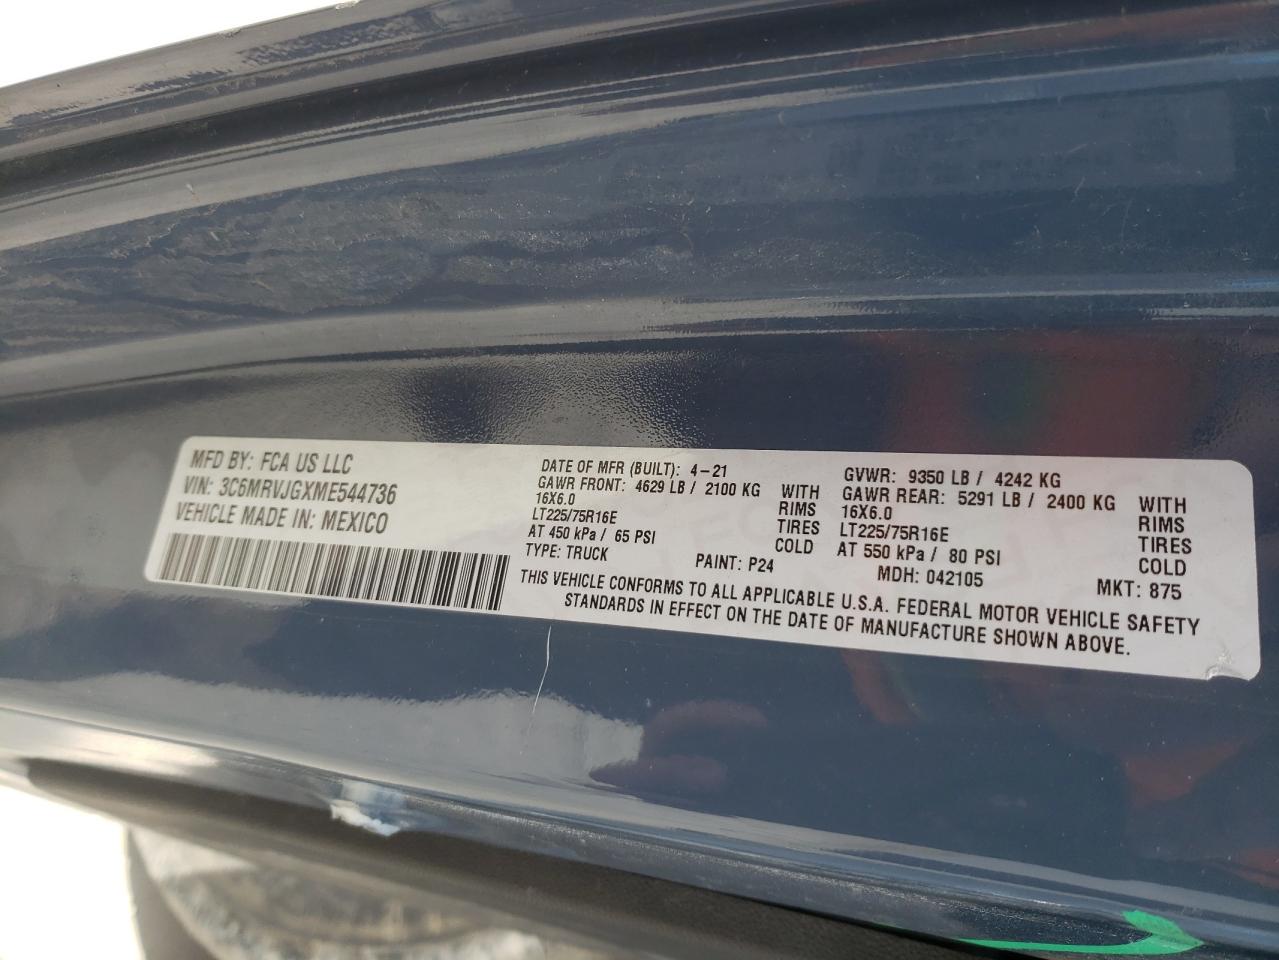 MFD BY: FCA US LLC
VIN: 3C6MRVJGXME544736
VEHICLE MADE IN: MEXICO
DATE OF MFR (BUILT): 4-21
GAWR FRONT: 4629 LB / 2100 KG WITH
16X6.0 RIMS
LT225/75R16E TIRES
AT 450 kPa / 65 PSI COLD
TYPE: TRUCK PAINT: P24
GVWR: 9350 LB / 4242 KG
GAWR REAR: 5291 LB / 2400 KG WITH
16X6.0 RIMS
LT225/75R16E TIRES
AT 550 kPa / 80 PSI COLD
MDH: 042105 MKT: 875
THIS VEHICLE CONFORMS TO ALL APPLICABLE U.S.A. FEDERAL MOTOR VEHICLE SAFETY
STANDARDS IN EFFECT ON THE DATE OF MANUFACTURE SHOWN ABOVE.